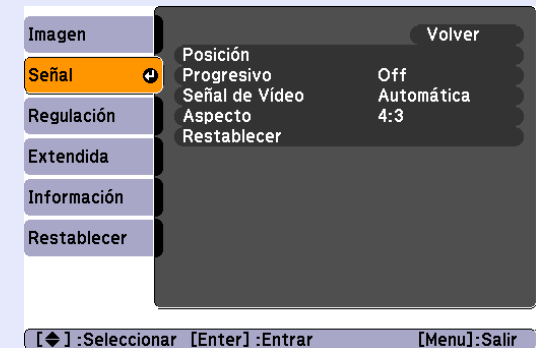 Imagen
Señal
Regulación
Extendida
Información
Restablecer
Volver
Posición
Progresivo Off
Señal de Vídeo Automática
Aspecto 4:3
Restablecer
[◆] :Seleccionar [Enter] :Entrar [Menu]:Salir